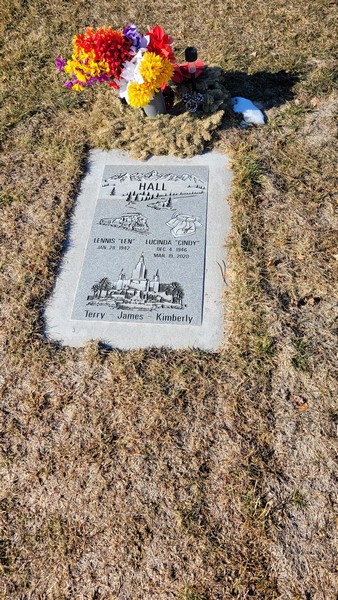 HALL
LENNIS "LEN" LUCINDA "CINDY"
JAN. 28, 1942 DEC. 8, 1946
MAR. 19, 2020
Terry - James - Kimberly